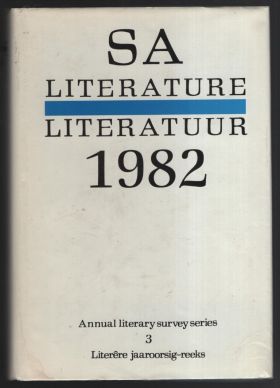 SA
LITERATURE
LITERATUUR
1982
Annual literary survey series
3
Literêre jaaroorsig-reeks